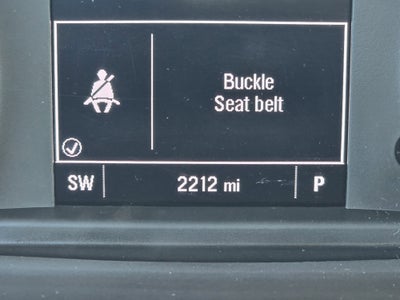 Buckle
Seat belt
SW 2212 mi P